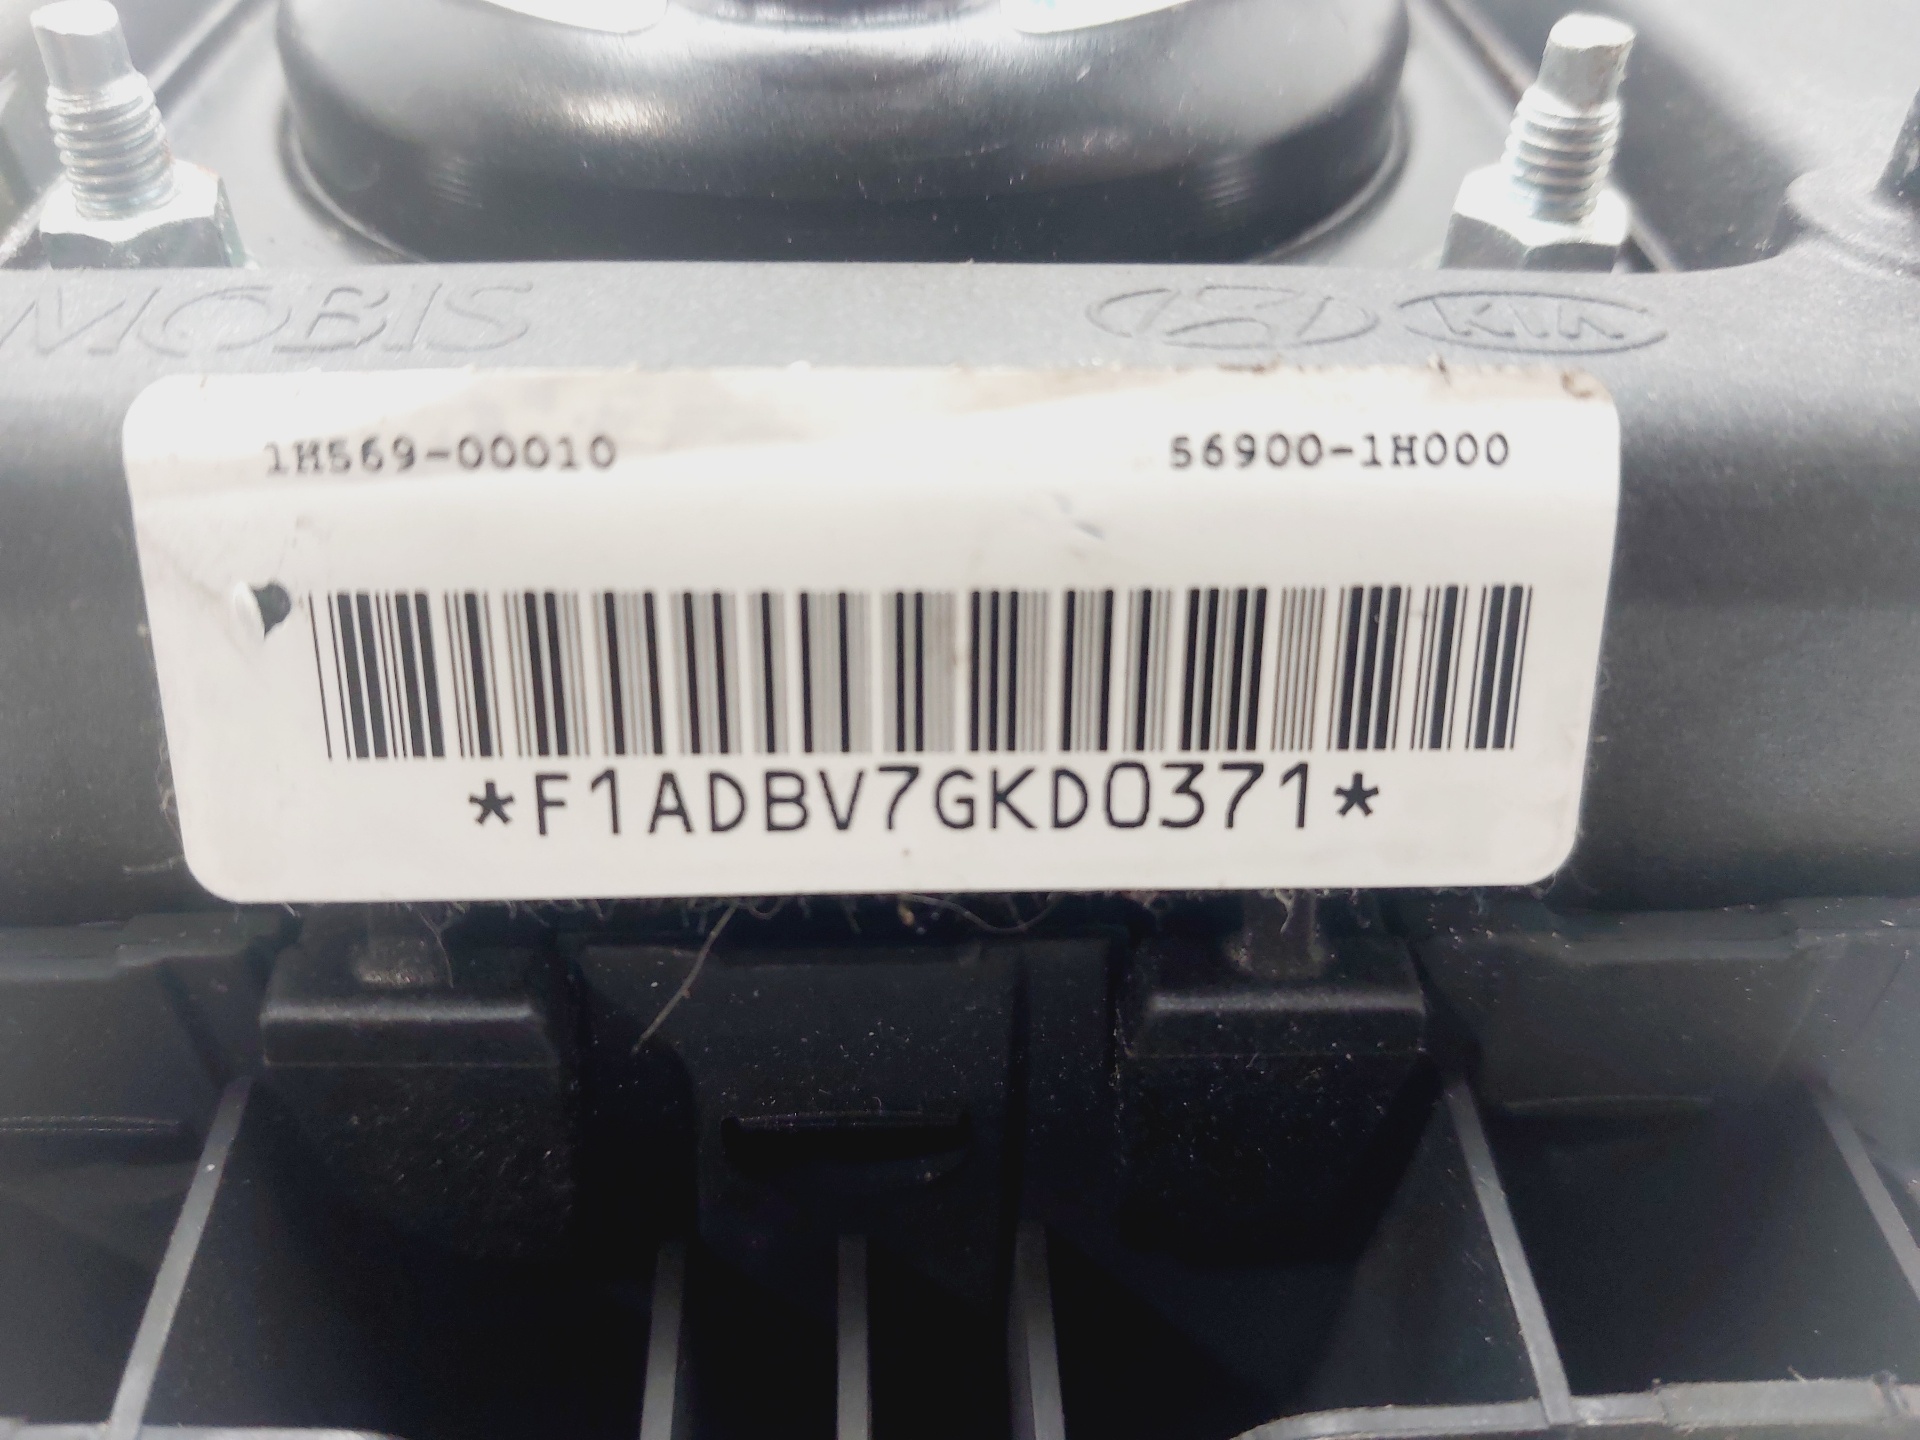 MOBIS KIA
1H569-00010 56900-1H000
*F1ADBV7GKD0371*